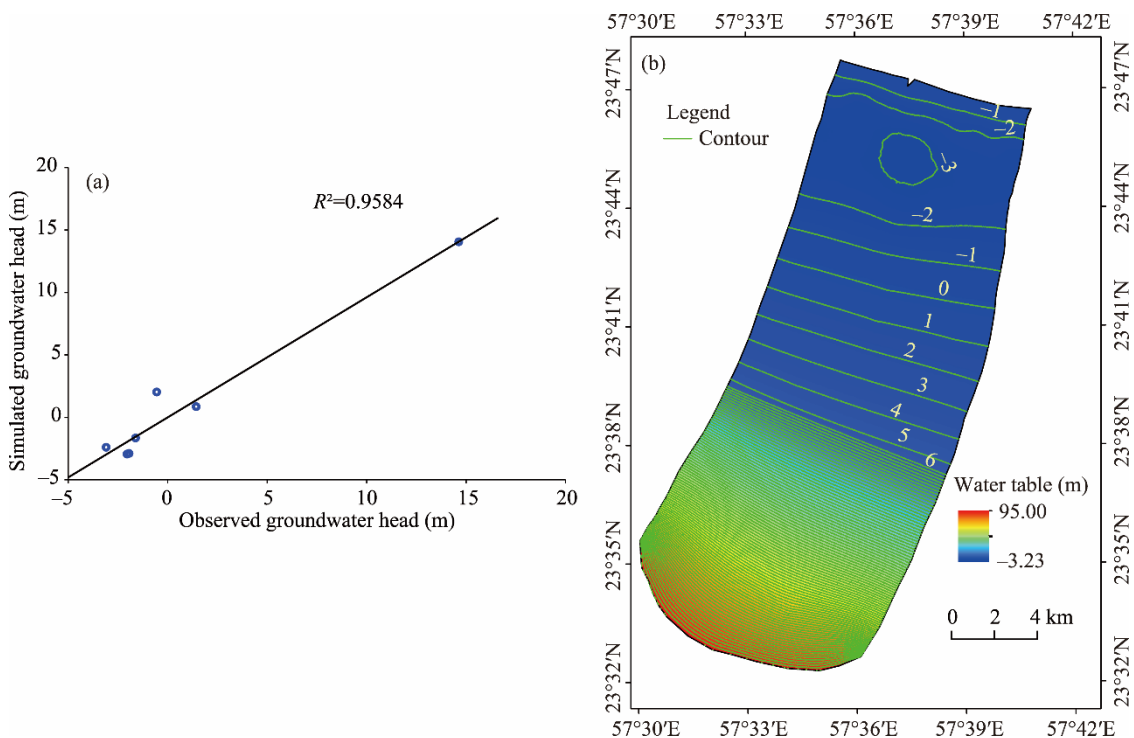 (a)
R²=0.9584
20
15
10
5
0
−5
−5 0 5 10 15 20
Simulated groundwater head (m)
Observed groundwater head (m)
57°30′E 57°33′E 57°36′E 57°39′E 57°42′E
(b)
Legend
Contour
23°47′N
23°44′N
23°41′N
23°38′N
23°35′N
23°32′N
−1
−2
−3
−2
−1
0
1
2
3
4
5
6
Water table (m)
95.00
−3.23
0 2 4 km
23°47′N
23°44′N
23°41′N
23°38′N
23°35′N
23°32′N
57°30′E 57°33′E 57°36′E 57°39′E 57°42′E